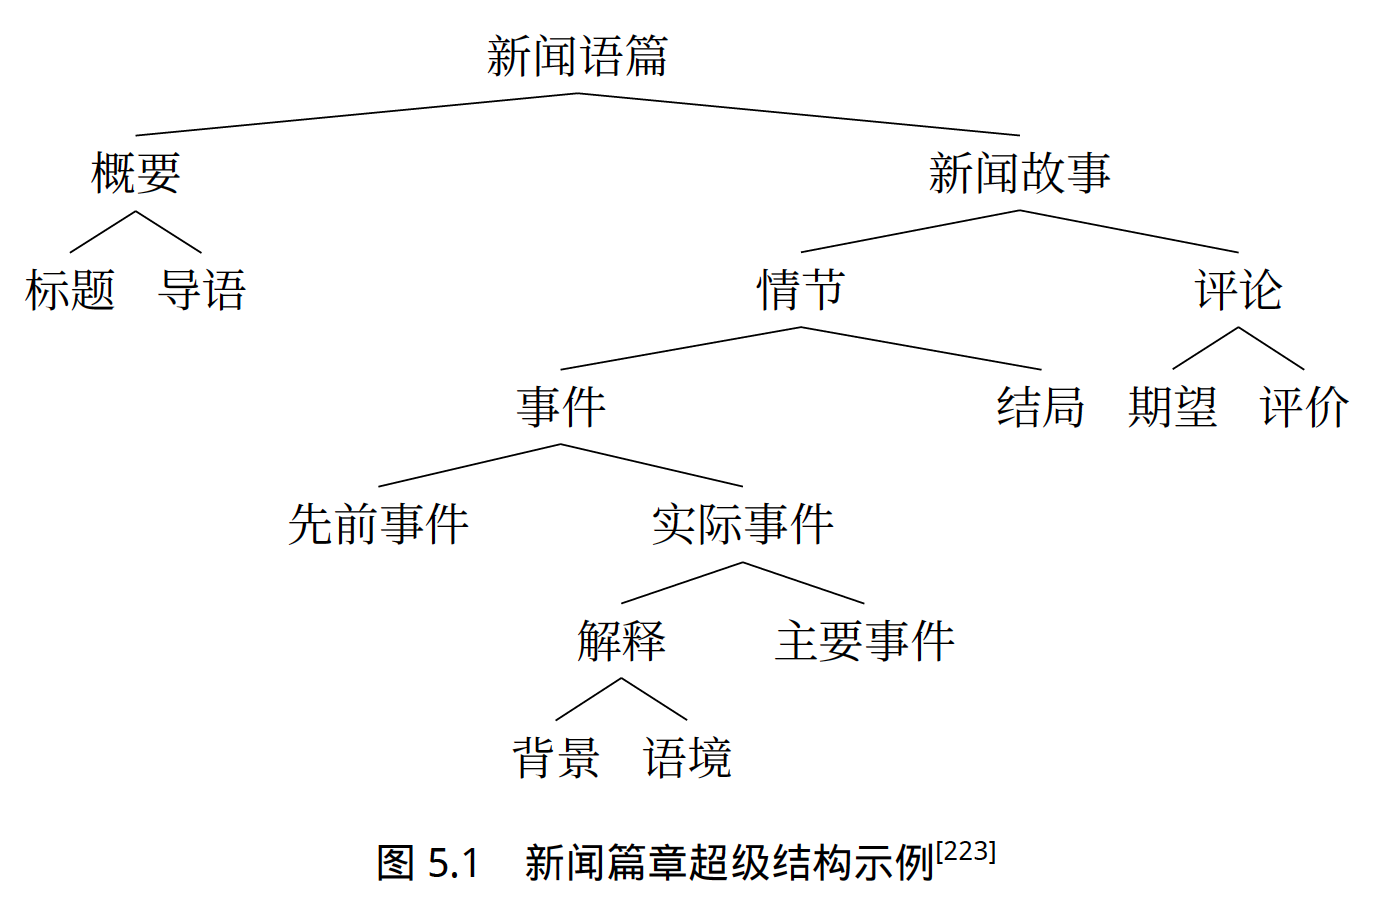 新闻语篇
概要 新闻故事
标题 导语 情节 评论
事件 结局 期望 评价
先前事件 实际事件
解释 主要事件
背景 语境
图 5.1 新闻篇章超级结构示例[223]